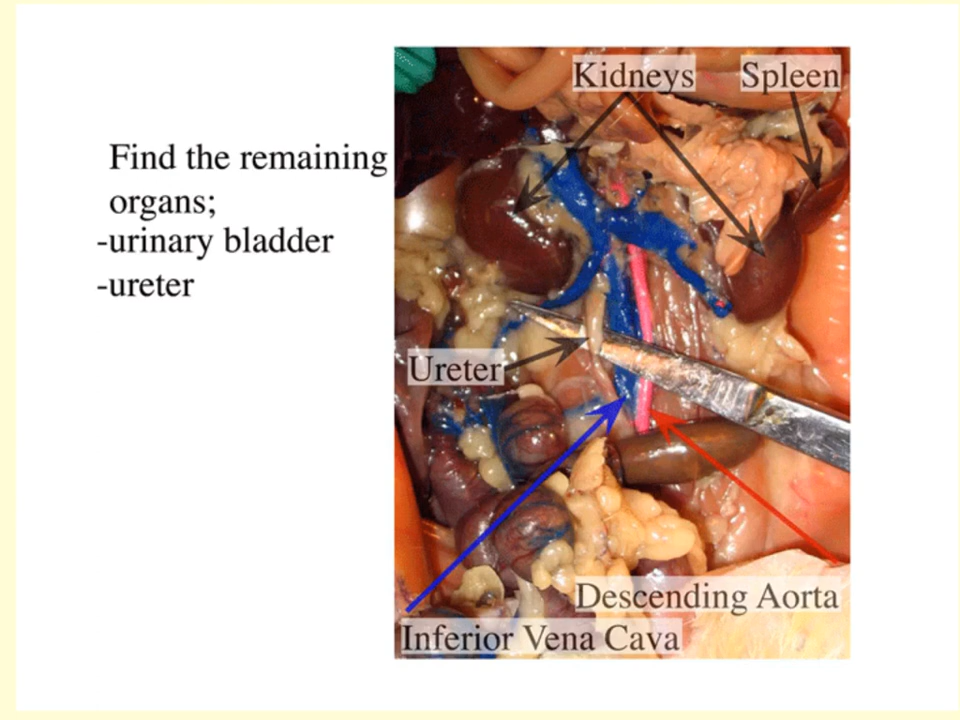 Kidneys Spleen
Find the remaining
organs;
-urinary bladder
-ureter
Ureter
Descending Aorta
Inferior Vena Cava